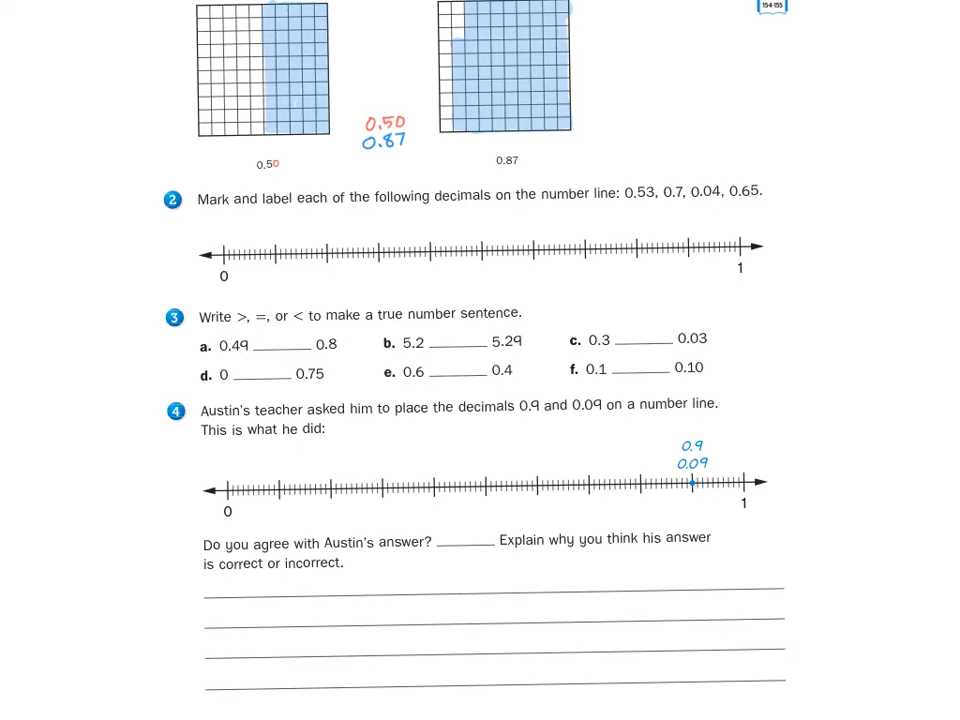 154-155
0.50
0.87
0.50
0.87
2 Mark and label each of the following decimals on the number line: 0.53, 0.7, 0.04, 0.65.
0 1
3 Write >, =, or < to make a true number sentence.
a. 0.49 ______ 0.8 b. 5.2 ______ 5.29 c. 0.3 ______ 0.03
d. 0 ______ 0.75 e. 0.6 ______ 0.4 f. 0.1 ______ 0.10
4 Austin's teacher asked him to place the decimals 0.9 and 0.09 on a number line.
This is what he did:
0.9
0.09
0 1
Do you agree with Austin's answer? ______ Explain why you think his answer
is correct or incorrect.